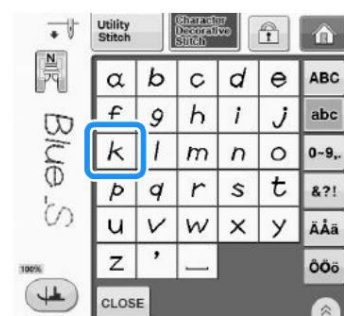 Utility Stitch
Character Decorative Stitch
N
a b c d e ABC
f g h i j abc
k l m n o 0~9,.
p q r s t &?!
u v w x y ÄÅä
z ’ _ ÔÖö
Blue.S
100%
CLOSE